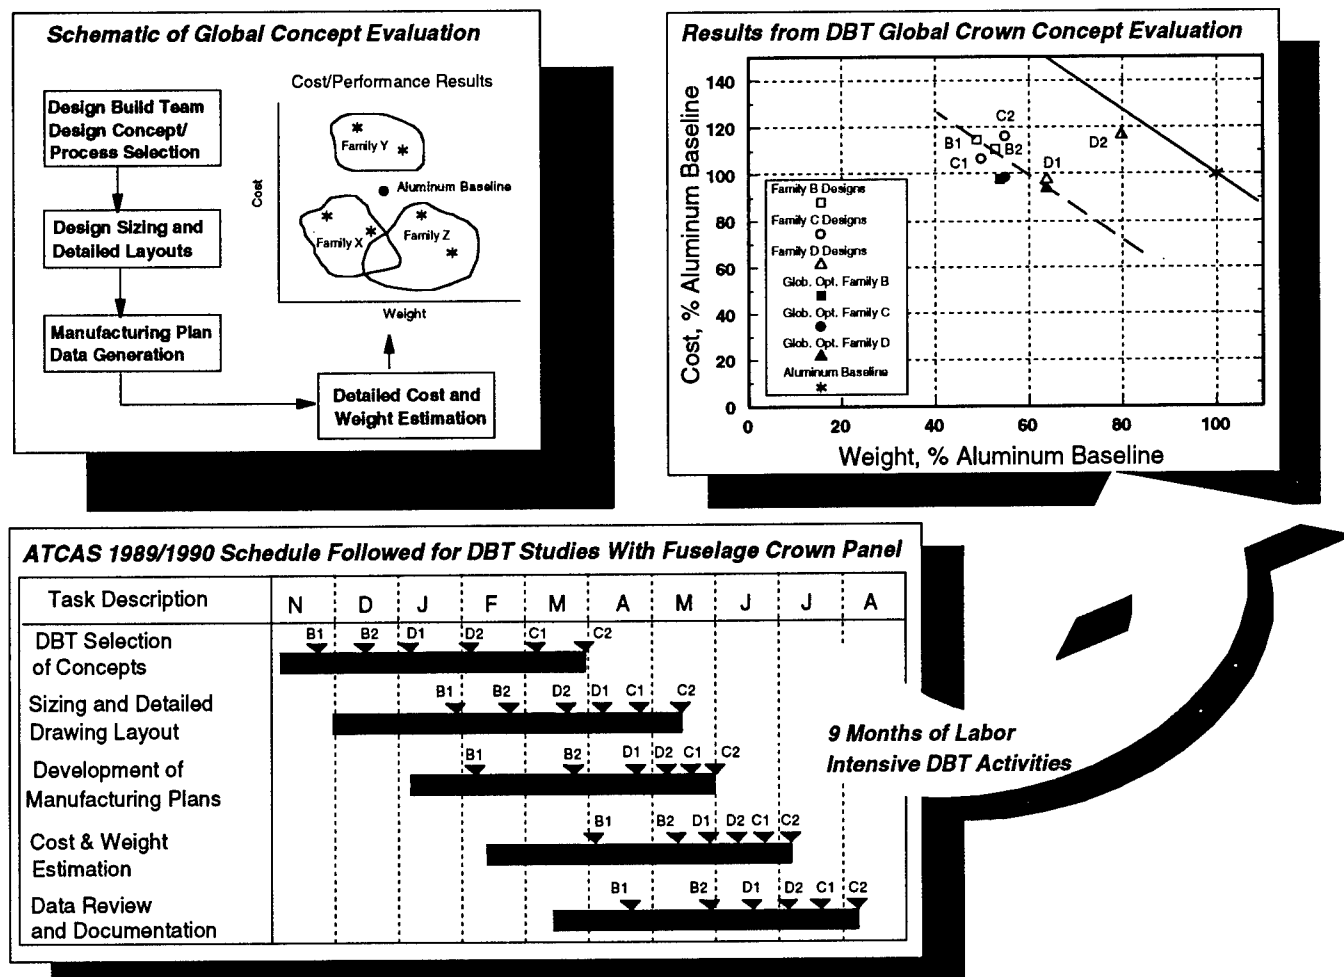 Schematic of Global Concept Evaluation
Design Build Team
Design Concept/
Process Selection
Design Sizing and
Detailed Layouts
Manufacturing Plan
Data Generation
Detailed Cost and
Weight Estimation
Cost/Performance Results
Cost
Family Y
Aluminum Baseline
Family X
Family Z
Weight
Results from DBT Global Crown Concept Evaluation
Cost, % Aluminum Baseline
140
120
100
80
60
40
20
0
C2
B1
B2
C1
D1
D2
Family B Designs
Family C Designs
Family D Designs
Glob. Opt. Family B
Glob. Opt. Family C
Glob. Opt. Family D
Aluminum Baseline
0 20 40 60 80 100
Weight, % Aluminum Baseline
ATCAS 1989/1990 Schedule Followed for DBT Studies With Fuselage Crown Panel
Task Description N D J F M A M J J A
DBT Selection
of Concepts
B1 B2 D1 D2 C1 C2
Sizing and Detailed
Drawing Layout
B1 B2 D2 D1 C1 C2
Development of
Manufacturing Plans
B1 B2 D1 D2 C1 C2
Cost & Weight
Estimation
B1 B2 D1 D2 C1 C2
Data Review
and Documentation
B1 B2 D1 D2 C1 C2
9 Months of Labor
Intensive DBT Activities